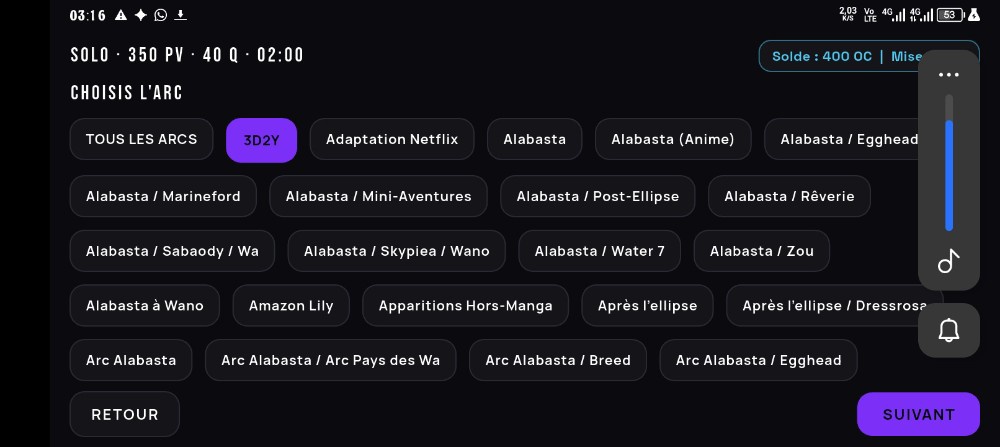 03:16 2,03 K/S Vo LTE 4G 4G 53
SOLO · 350 PV · 40 Q · 02:00 Solde : 400 OC | Mise
CHOISIS L'ARC
TOUS LES ARCS 3D2Y Adaptation Netflix Alabasta Alabasta (Anime) Alabasta / Egghead
Alabasta / Marineford Alabasta / Mini-Aventures Alabasta / Post-Ellipse Alabasta / Rêverie
Alabasta / Sabaody / Wa Alabasta / Skypiea / Wano Alabasta / Water 7 Alabasta / Zou
Alabasta à Wano Amazon Lily Apparitions Hors-Manga Après l'ellipse Après l'ellipse / Dressrosa
Arc Alabasta Arc Alabasta / Arc Pays des Wa Arc Alabasta / Breed Arc Alabasta / Egghead
RETOUR SUIVANT